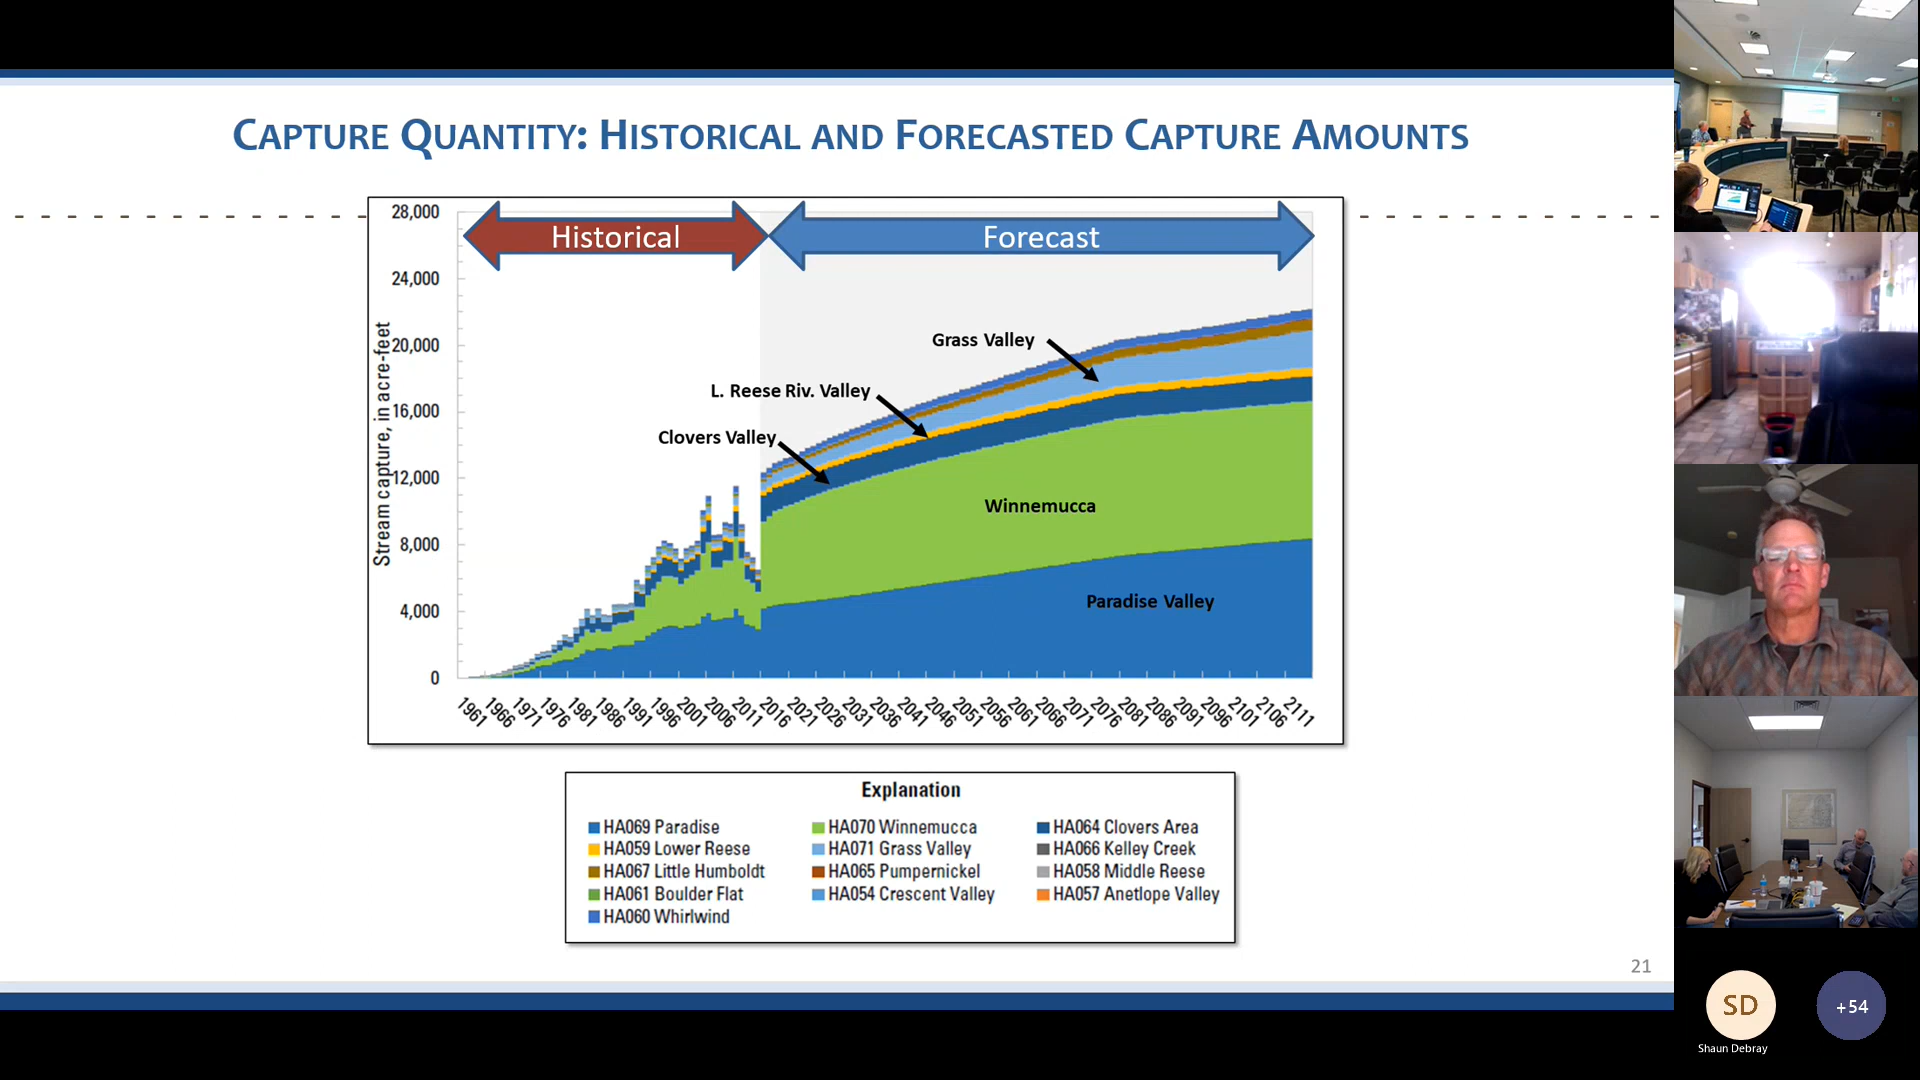 CAPTURE QUANTITY: HISTORICAL AND FORECASTED CAPTURE AMOUNTS
Historical
Forecast
Stream capture, in acre-feet
28,000
24,000
20,000
16,000
12,000
8,000
4,000
0
Grass Valley
L. Reese Riv. Valley
Clovers Valley
Winnemucca
Paradise Valley
1961 1966 1971 1976 1981 1986 1991 1996 2001 2006 2011 2016 2021 2026 2031 2036 2041 2046 2051 2056 2061 2066 2071 2076 2081 2086 2091 2096 2101 2106 2111
Explanation
HA069 Paradise HA070 Winnemucca HA064 Clovers Area
HA059 Lower Reese HA071 Grass Valley HA066 Kelley Creek
HA067 Little Humboldt HA065 Pumpernickel HA058 Middle Reese
HA061 Boulder Flat HA054 Crescent Valley HA057 Anetlope Valley
HA060 Whirlwind
21
SD
+54
Shaun Debray